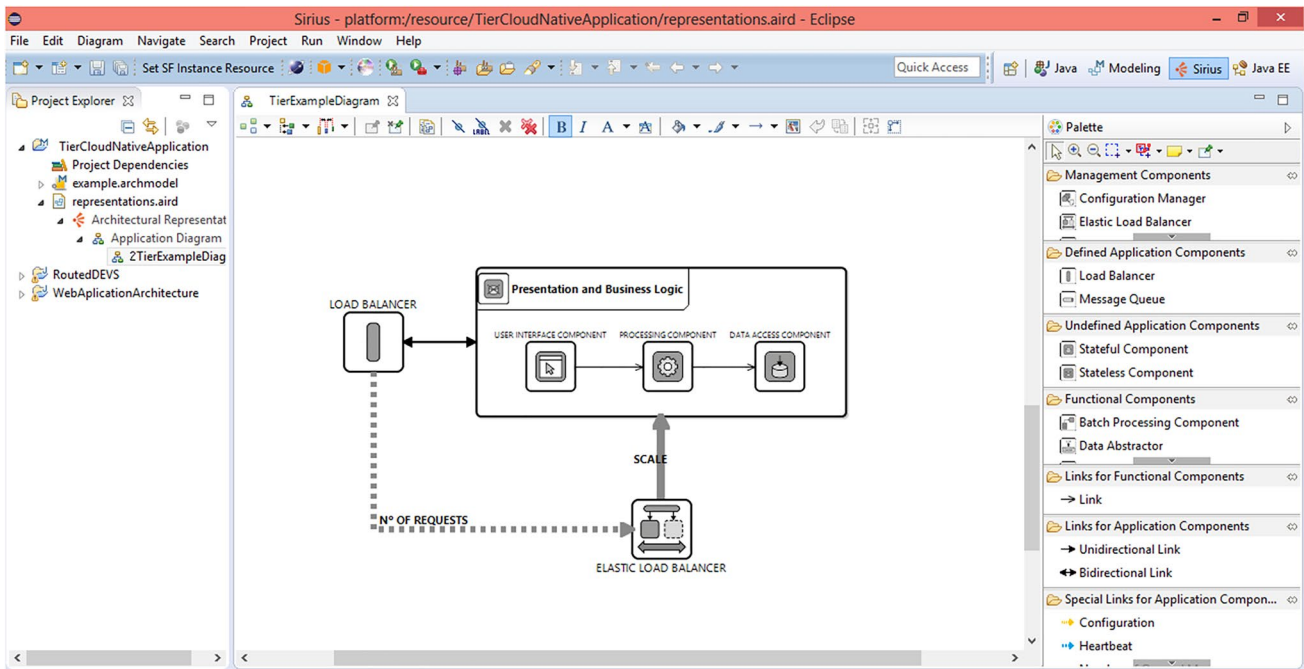 Sirius - platform:/resource/TierCloudNativeApplication/representations.aird - Eclipse
File Edit Diagram Navigate Search Project Run Window Help
Set SF Instance Resource
Quick Access
Java Modeling Sirius Java EE
Project Explorer
TierExampleDiagram
TierCloudNativeApplication
Project Dependencies
example.archmodel
representations.aird
Architectural Representat
Application Diagram
2TierExampleDiag
RoutedDEVS
WebAplicationArchitecture
B I A
LABEL
LOAD BALANCER
Presentation and Business Logic
USER INTERFACE COMPONENT PROCESSING COMPONENT DATA ACCESS COMPONENT
SCALE
Nº OF REQUESTS
ELASTIC LOAD BALANCER
Palette
Management Components
Configuration Manager
Elastic Load Balancer
Defined Application Components
Load Balancer
Message Queue
Undefined Application Components
Stateful Component
Stateless Component
Functional Components
Batch Processing Component
Data Abstractor
Links for Functional Components
Link
Links for Application Components
Unidirectional Link
Bidirectional Link
Special Links for Application Compon...
Configuration
Heartbeat